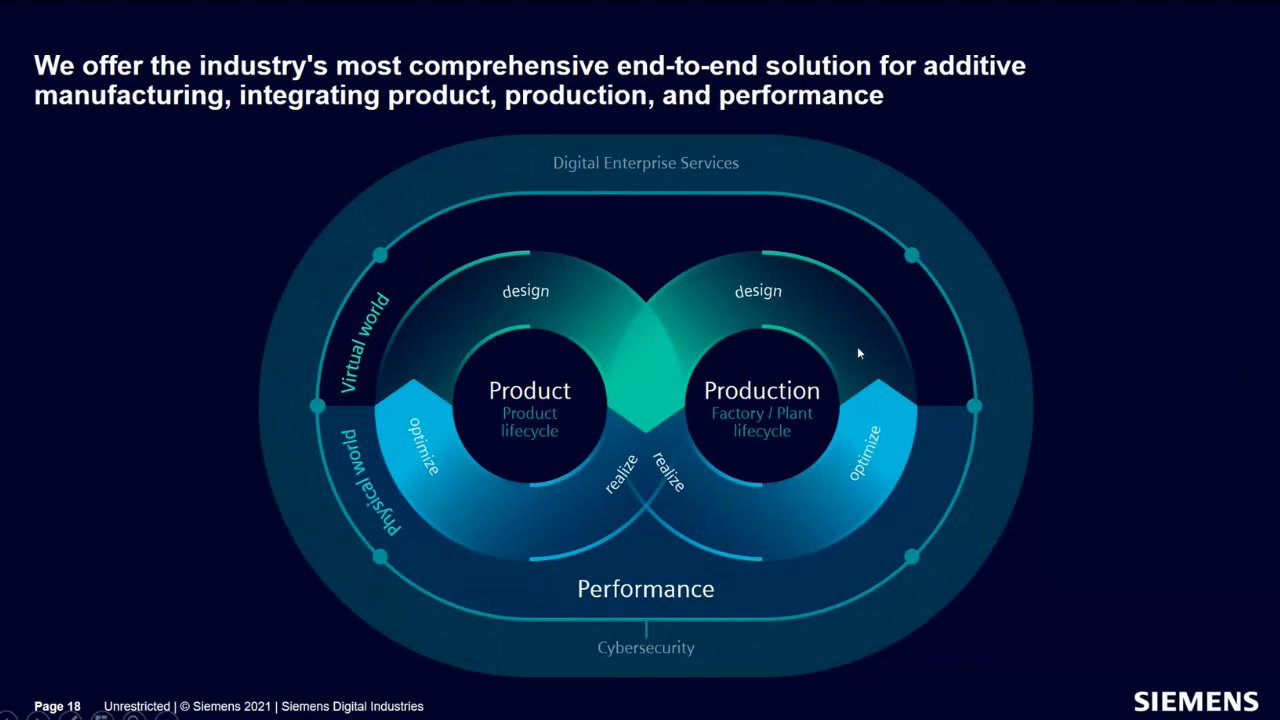 We offer the industry's most comprehensive end-to-end solution for additive
manufacturing, integrating product, production, and performance
Digital Enterprise Services
Virtual world
Physical world
design
optimize
realize
Product
Product
lifecycle
design
realize
optimize
Production
Factory / Plant
lifecycle
Performance
Cybersecurity
Page 18 Unrestricted | © Siemens 2021 | Siemens Digital Industries
SIEMENS